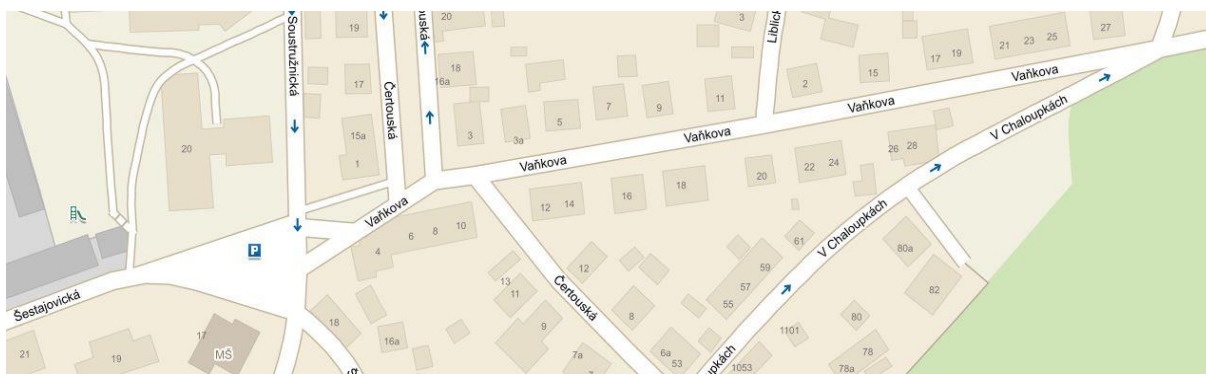 Soustružnická
19
20
3
Liblick
27
21
23
25
17
19
ouská
18
16a
17
Čertouská
2
15
11
9
7
5
3a
3
15a
1
20
Vaňkova
Vaňkova
Vaňkova
Vaňkova
V Chaloupkách
26
28
22
24
20
18
16
12
14
Vaňkova
10
8
6
4
P
61
V Chaloupkách
80a
82
59
57
55
12
13
11
Čertouská
8
9
Šestajovická
18
16a
17
MŠ
19
21
7a
6a
53
upkách
1053
1101
80
78
78a